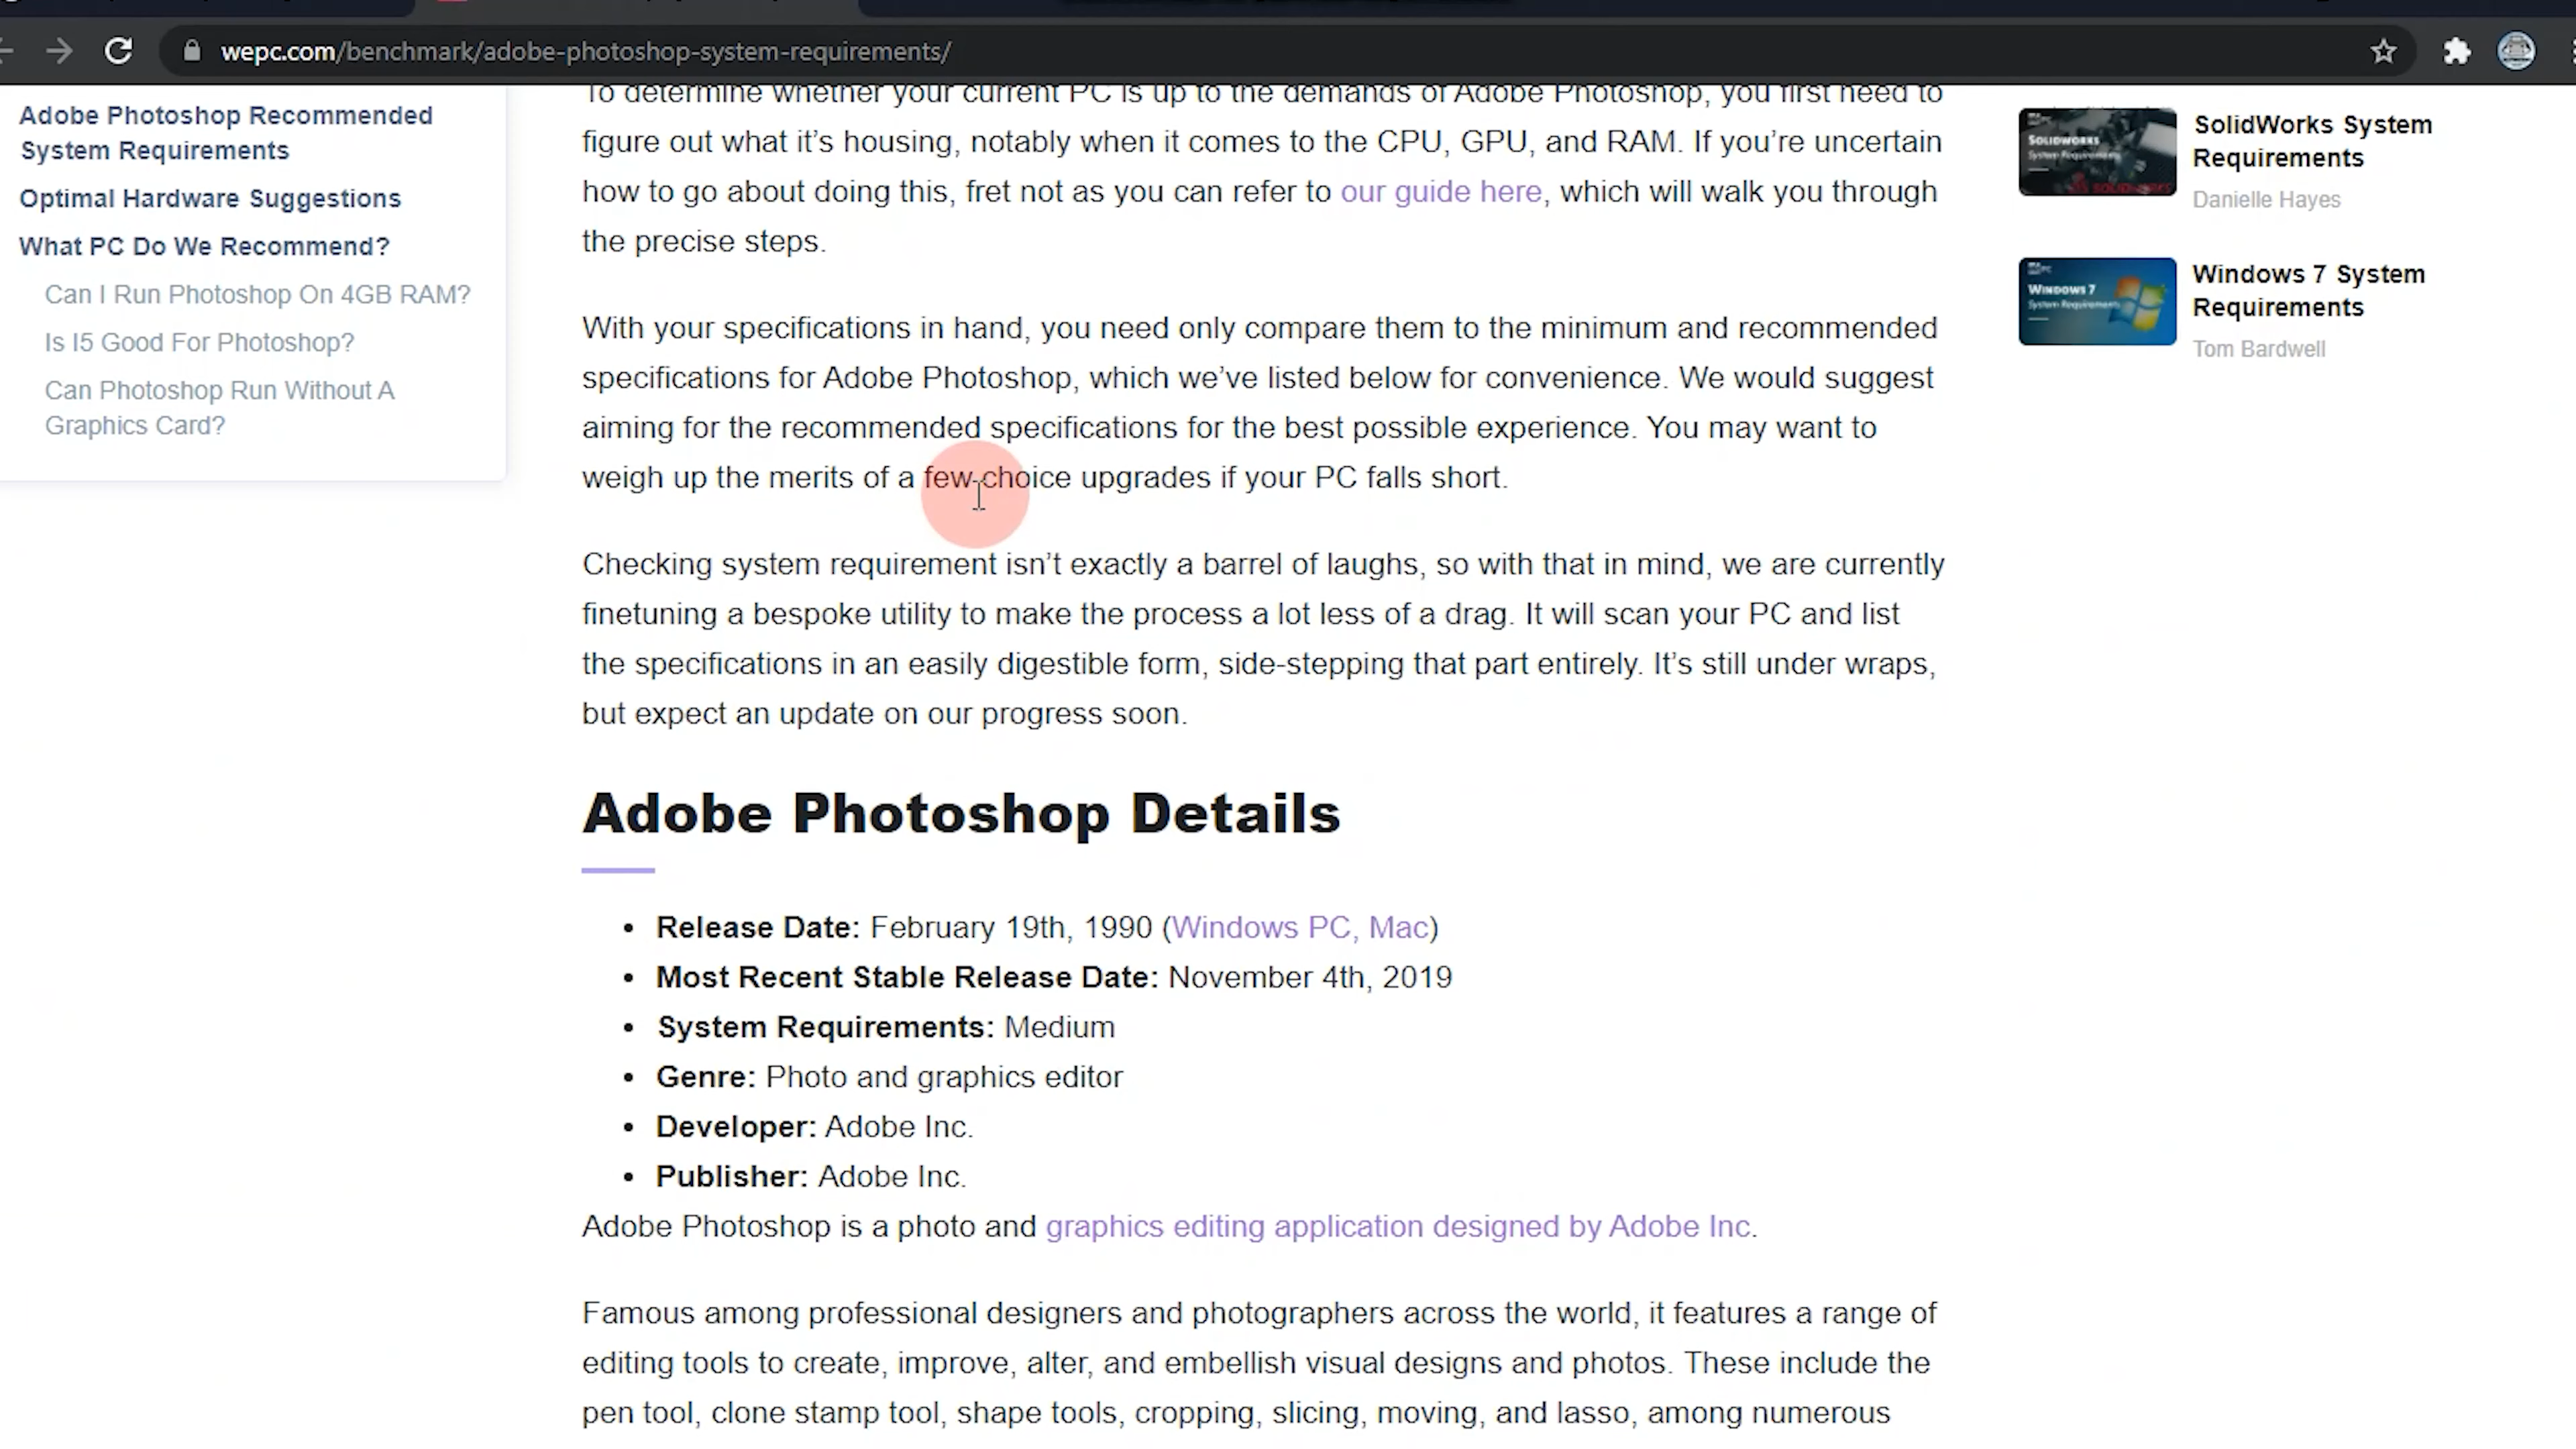 wepc.com/benchmark/adobe-photoshop-system-requirements/
Adobe Photoshop Recommended
System Requirements
Optimal Hardware Suggestions
What PC Do We Recommend?
Can I Run Photoshop On 4GB RAM?
Is I5 Good For Photoshop?
Can Photoshop Run Without A
Graphics Card?
To determine whether your current PC is up to the demands of Adobe Photoshop, you first need to
figure out what it’s housing, notably when it comes to the CPU, GPU, and RAM. If you’re uncertain
how to go about doing this, fret not as you can refer to our guide here, which will walk you through
the precise steps.
With your specifications in hand, you need only compare them to the minimum and recommended
specifications for Adobe Photoshop, which we’ve listed below for convenience. We would suggest
aiming for the recommended specifications for the best possible experience. You may want to
weigh up the merits of a few choice upgrades if your PC falls short.
Checking system requirement isn’t exactly a barrel of laughs, so with that in mind, we are currently
finetuning a bespoke utility to make the process a lot less of a drag. It will scan your PC and list
the specifications in an easily digestible form, side-stepping that part entirely. It’s still under wraps,
but expect an update on our progress soon.
Adobe Photoshop Details
• Release Date: February 19th, 1990 (Windows PC, Mac)
• Most Recent Stable Release Date: November 4th, 2019
• System Requirements: Medium
• Genre: Photo and graphics editor
• Developer: Adobe Inc.
• Publisher: Adobe Inc.
Adobe Photoshop is a photo and graphics editing application designed by Adobe Inc.
Famous among professional designers and photographers across the world, it features a range of
editing tools to create, improve, alter, and embellish visual designs and photos. These include the
pen tool, clone stamp tool, shape tools, cropping, slicing, moving, and lasso, among numerous
SOLIDWORKS
System Requirements
SolidWorks System
Requirements
Danielle Hayes
WINDOWS 7
System Requirements
Windows 7 System
Requirements
Tom Bardwell